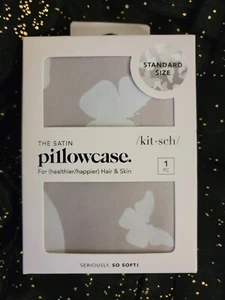 STANDARD
SIZE
/kit·sch/
THE SATIN
pillowcase.
For (healthier/happier) Hair & Skin
1
PC
SERIOUSLY. SO SOFT!